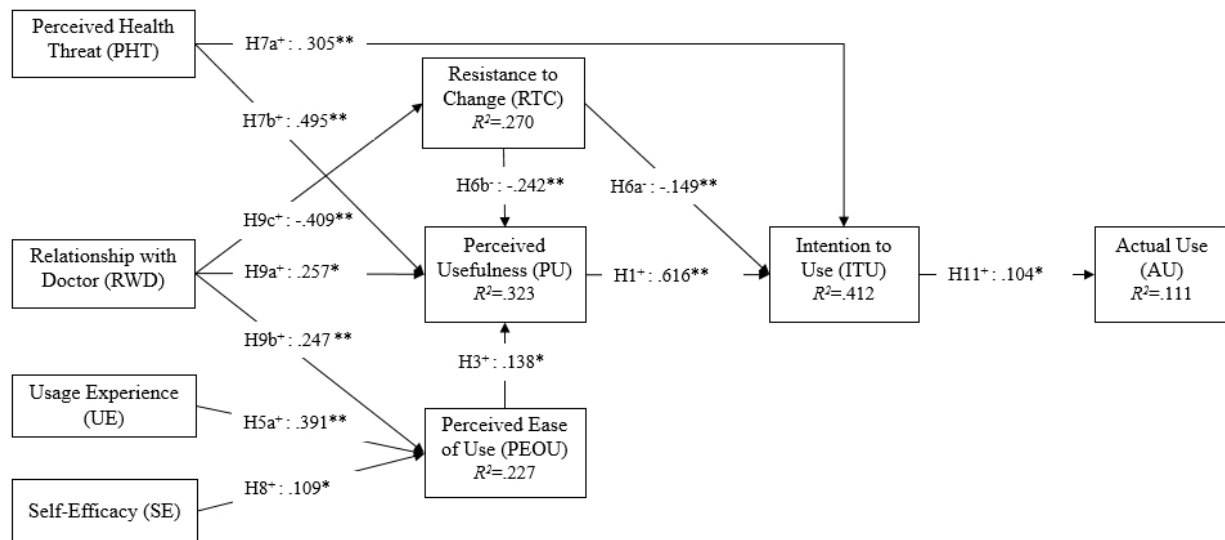 Perceived Health
Threat (PHT)
H7a⁺: . 305**
Resistance to
Change (RTC)
R²=.270
H7b⁺: .495**
H6b⁻: -.242**
H6a⁻: -.149**
H9c⁺: -.409**
Relationship with
Doctor (RWD)
H9a⁺: .257*
Perceived
Usefulness (PU)
R²=.323
H1⁺: .616**
Intention to
Use (ITU)
R²=.412
H11⁺: .104*
Actual Use
(AU)
R²=.111
H9b⁺: .247**
H3⁺: .138*
Usage Experience
(UE)
H5a⁺: .391**
Perceived Ease
of Use (PEOU)
R²=.227
H8⁺: .109*
Self-Efficacy (SE)